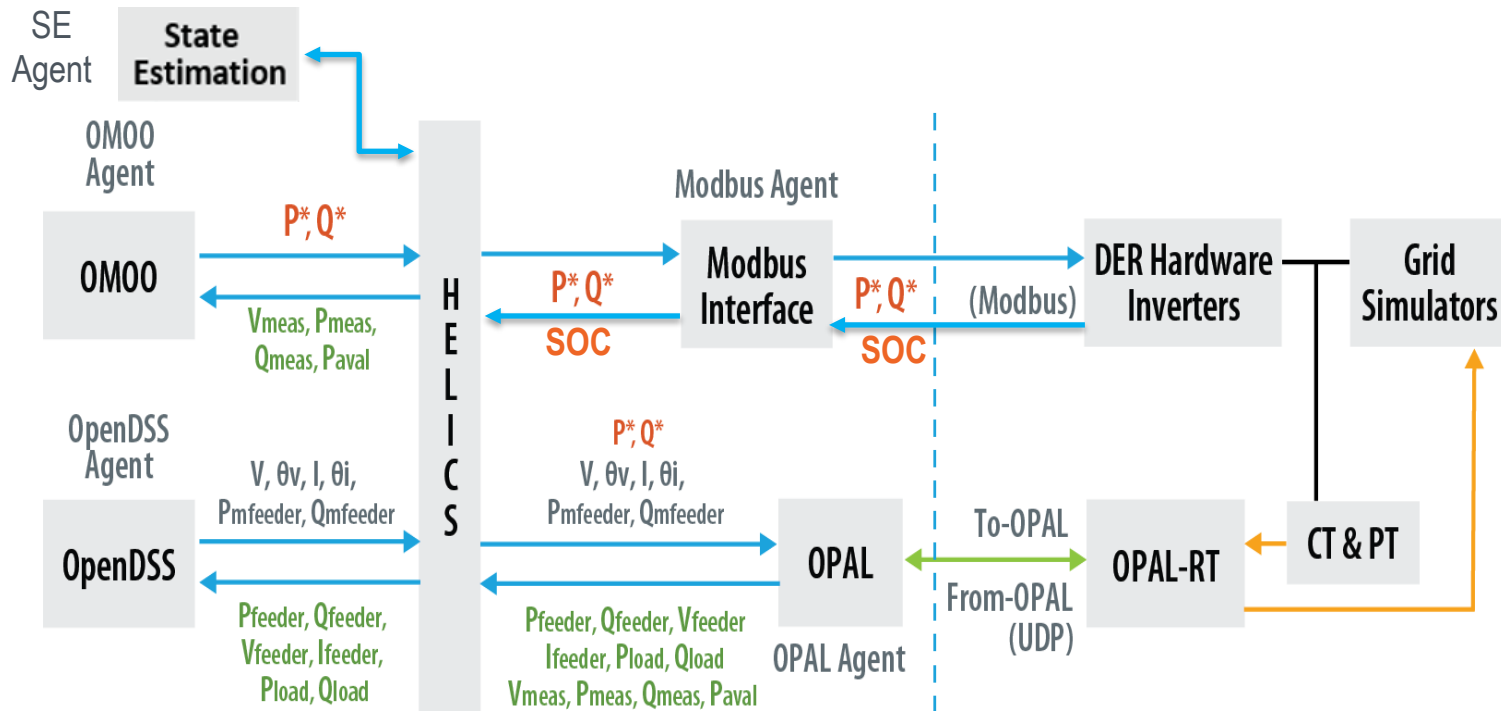 SE
Agent
State
Estimation
OMOO
Agent
OMOO
P*, Q*
Vmeas, Pmeas,
Qmeas, Paval
OpenDSS
Agent
OpenDSS
V, θv, I, θi,
Pmfeeder, Qmfeeder
Pfeeder, Qfeeder,
Vfeeder, Ifeeder,
Pload, Qload
H
E
L
I
C
S
Modbus Agent
Modbus
Interface
P*, Q*
SOC
P*, Q*
SOC
(Modbus)
DER Hardware
Inverters
Grid
Simulators
P*, Q*
V, θv, I, θi,
Pmfeeder, Qmfeeder
OPAL
OPAL Agent
Pfeeder, Qfeeder, Vfeeder
Ifeeder, Pload, Qload
Vmeas, Pmeas, Qmeas, Paval
To-OPAL
From-OPAL
(UDP)
OPAL-RT
CT & PT